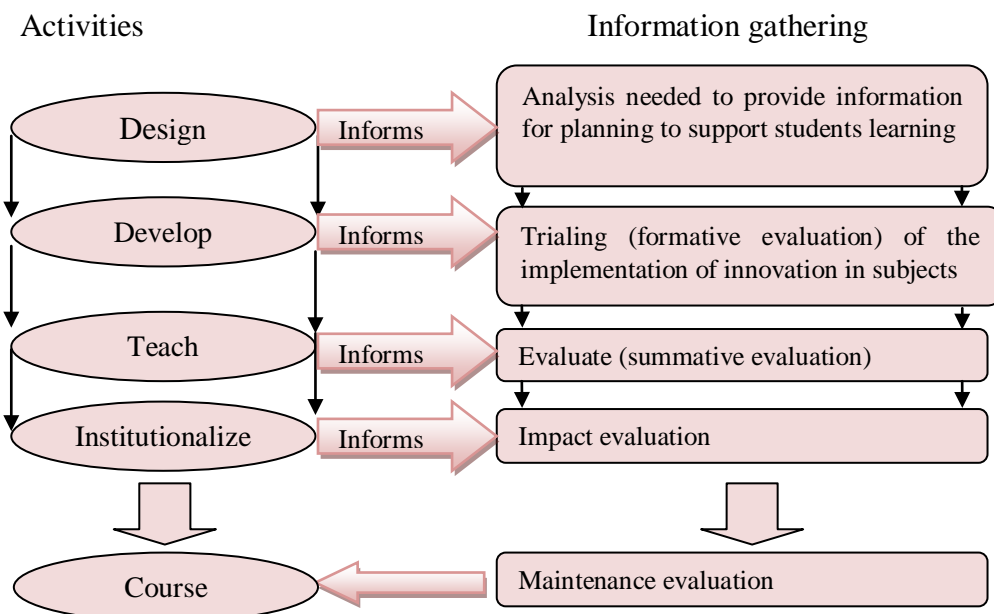 Activities
Information gathering
Design
Informs
Analysis needed to provide information
for planning to support students learning
Develop
Informs
Trialing (formative evaluation) of the
implementation of innovation in subjects
Teach
Informs
Evaluate (summative evaluation)
Institutionalize
Informs
Impact evaluation
Course
Maintenance evaluation